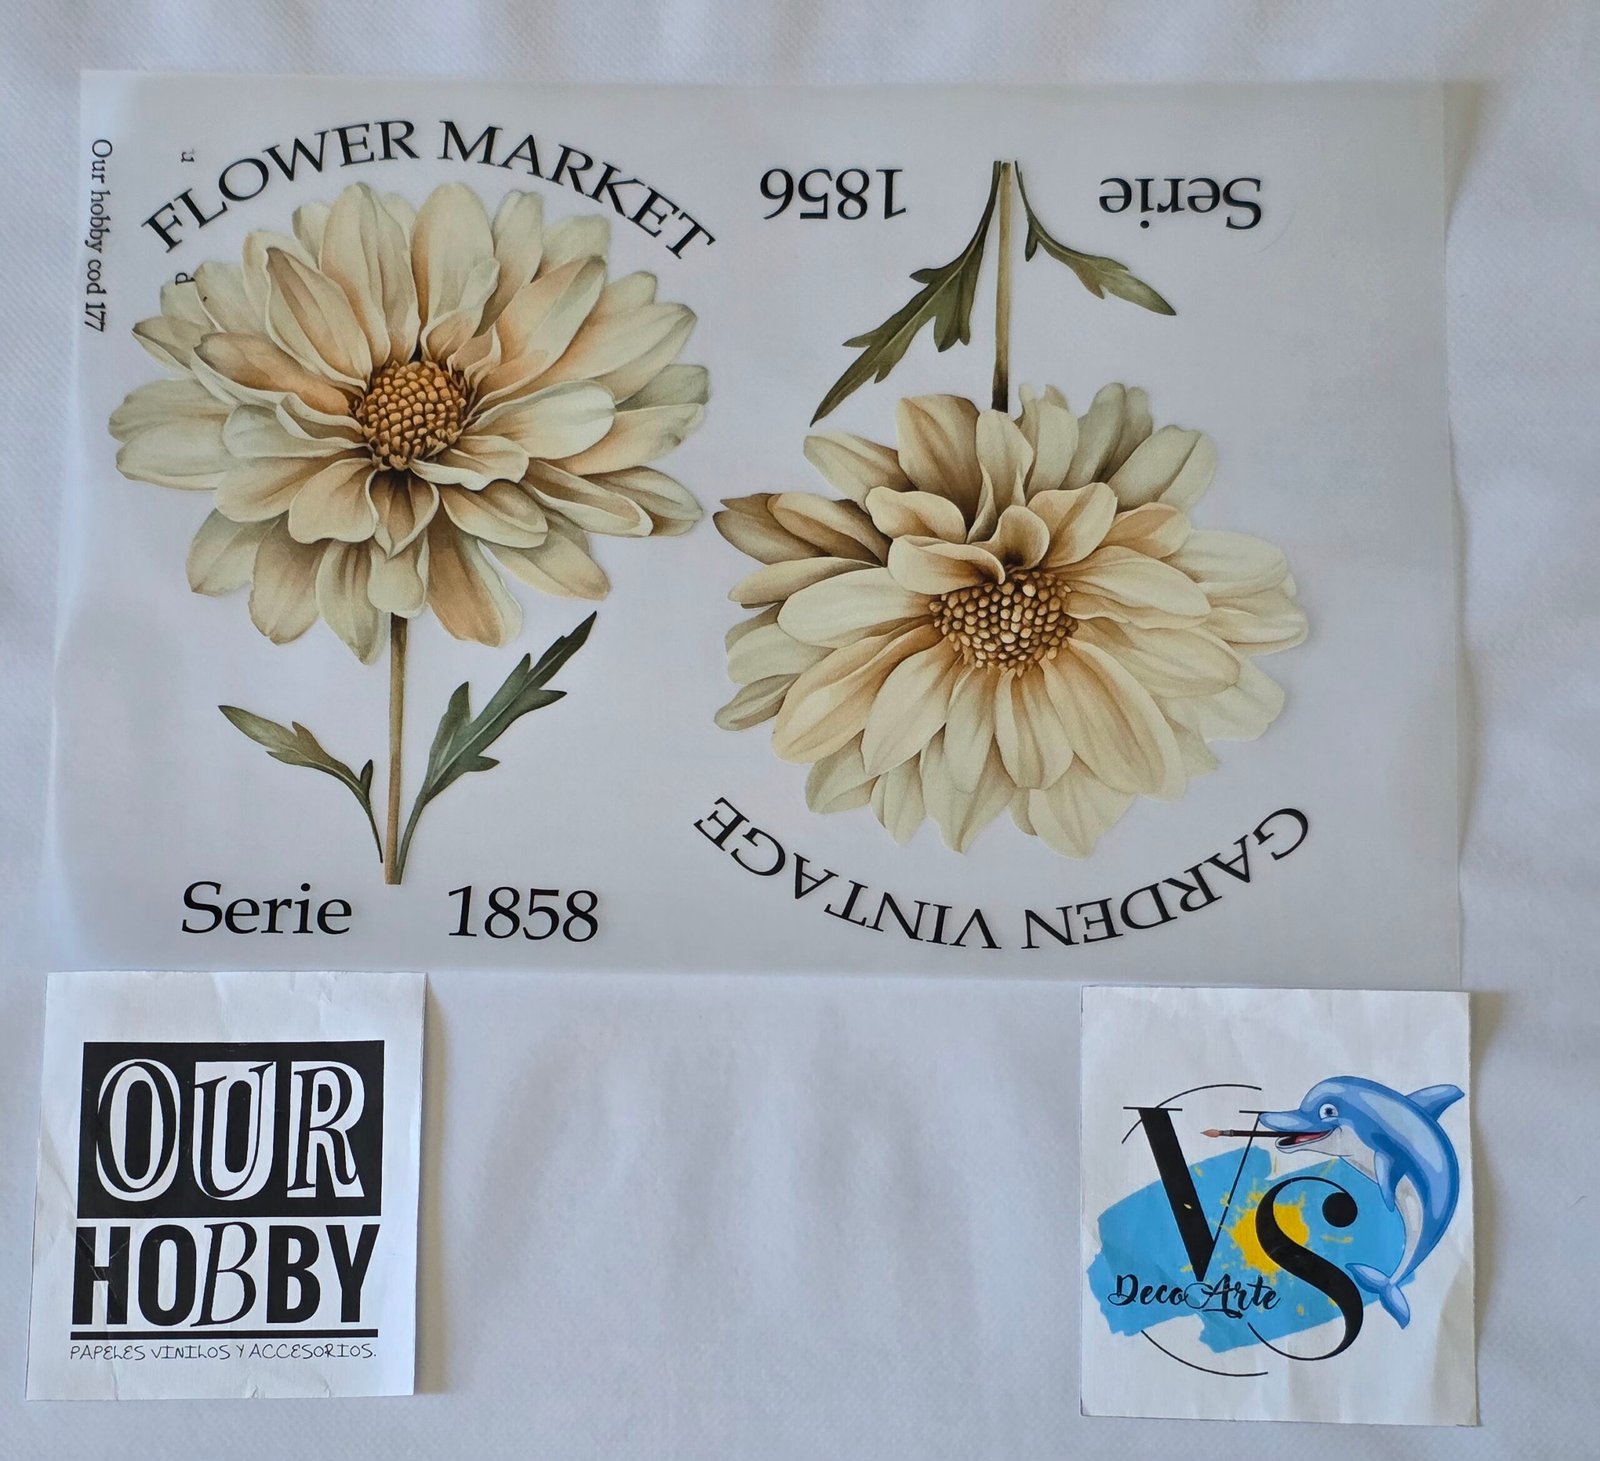 FLOWER MARKET
Our hobby cod 177
u
p
Serie 1858
Serie 1856
GARDEN VINTAGE
OUR
HOBBY
PAPELES VINILOS Y ACCESORIOS.
VS
DecoArte